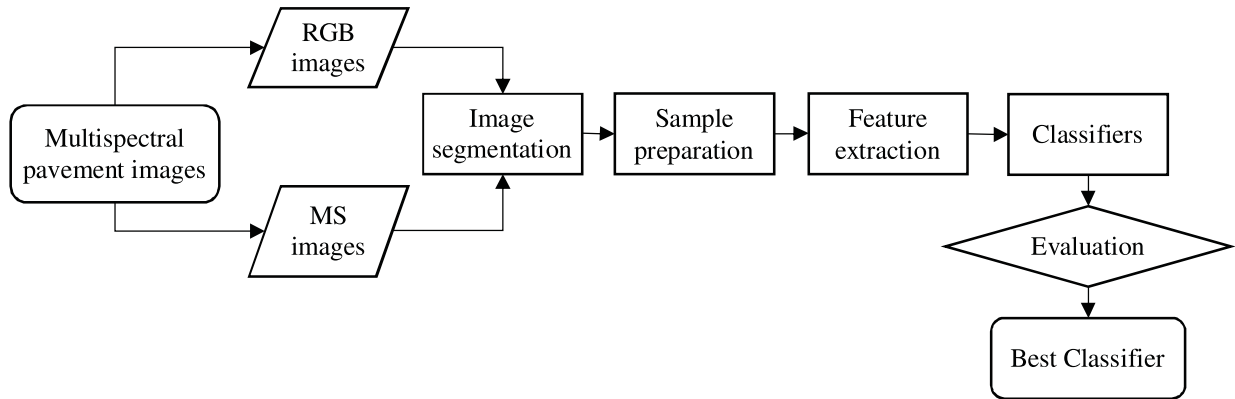 RGB
images
Multispectral
pavement images
MS
images
Image
segmentation
Sample
preparation
Feature
extraction
Classifiers
Evaluation
Best Classifier